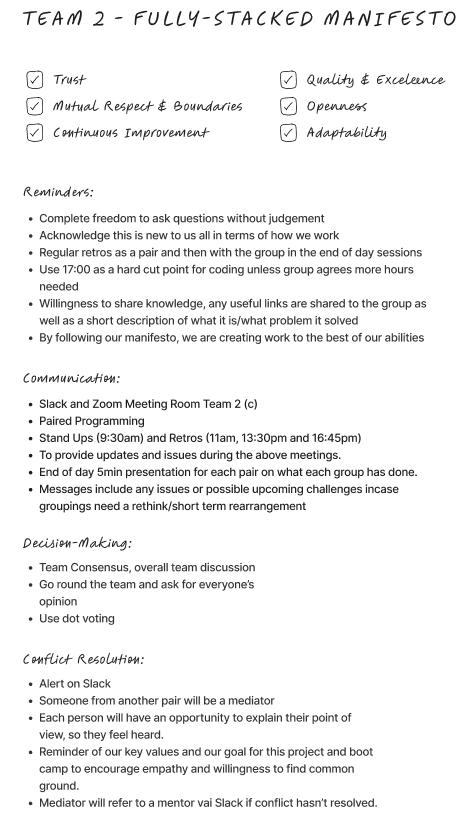 TEAM 2 - FULLY-STACKED MANIFESTO
Trust
Quality & Exceleence
Mutual Respect & Boundaries
Openness
Continuous Improvement
Adaptability
Reminders:
• Complete freedom to ask questions without judgement
• Acknowledge this is new to us all in terms of how we work
• Regular retros as a pair and then with the group in the end of day sessions
• Use 17:00 as a hard cut point for coding unless group agrees more hours
needed
• Willingness to share knowledge, any useful links are shared to the group as
well as a short description of what it is/what problem it solved
• By following our manifesto, we are creating work to the best of our abilities
Communication:
• Slack and Zoom Meeting Room Team 2 (c)
• Paired Programming
• Stand Ups (9:30am) and Retros (11am, 13:30pm and 16:45pm)
• To provide updates and issues during the above meetings.
• End of day 5min presentation for each pair on what each group has done.
• Messages include any issues or possible upcoming challenges incase
groupings need a rethink/short term rearrangement
Decision-Making:
• Team Consensus, overall team discussion
• Go round the team and ask for everyone's
opinion
• Use dot voting
Conflict Resolution:
• Alert on Slack
• Someone from another pair will be a mediator
• Each person will have an opportunity to explain their point of
view, so they feel heard.
• Reminder of our key values and our goal for this project and boot
camp to encourage empathy and willingness to find common
ground.
• Mediator will refer to a mentor vai Slack if conflict hasn't resolved.